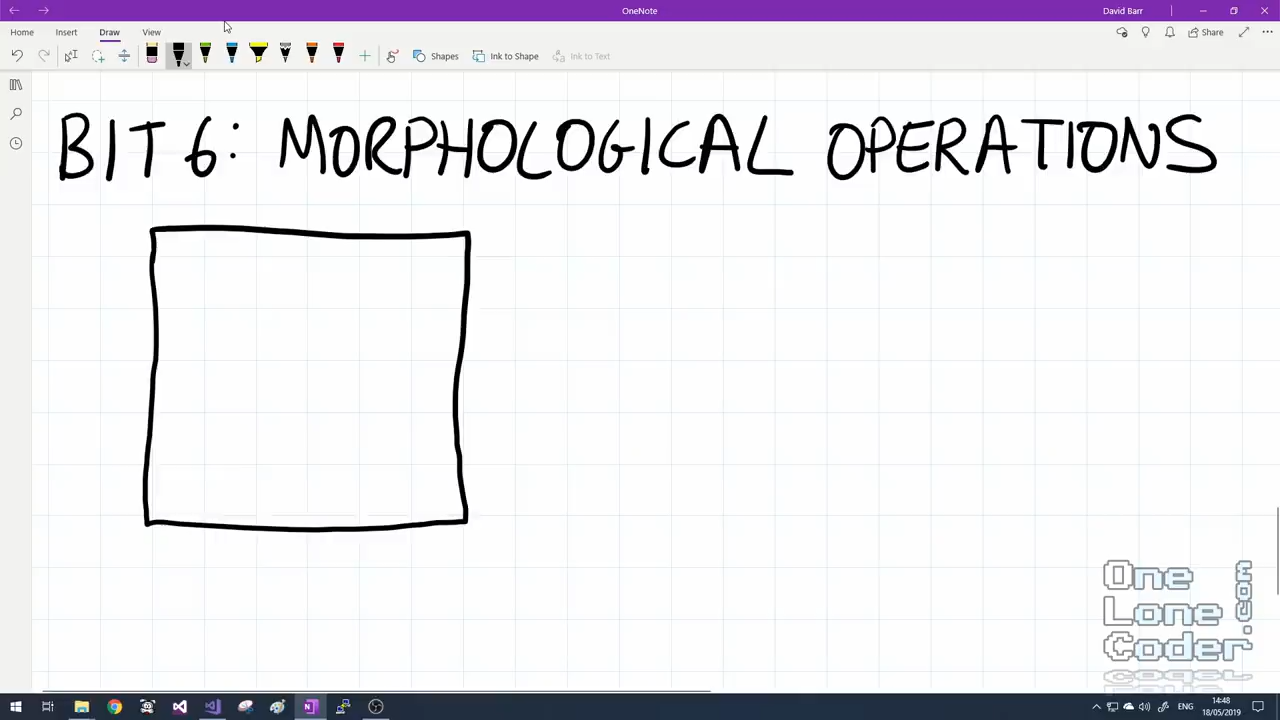 OneNote
David Barr
Home Insert Draw View
Shapes Ink to Shape Ink to Text Share
BIT 6: MORPHOLOGICAL OPERATIONS
One
Lone
Coder
.com
ENG
14:48
18/05/2019